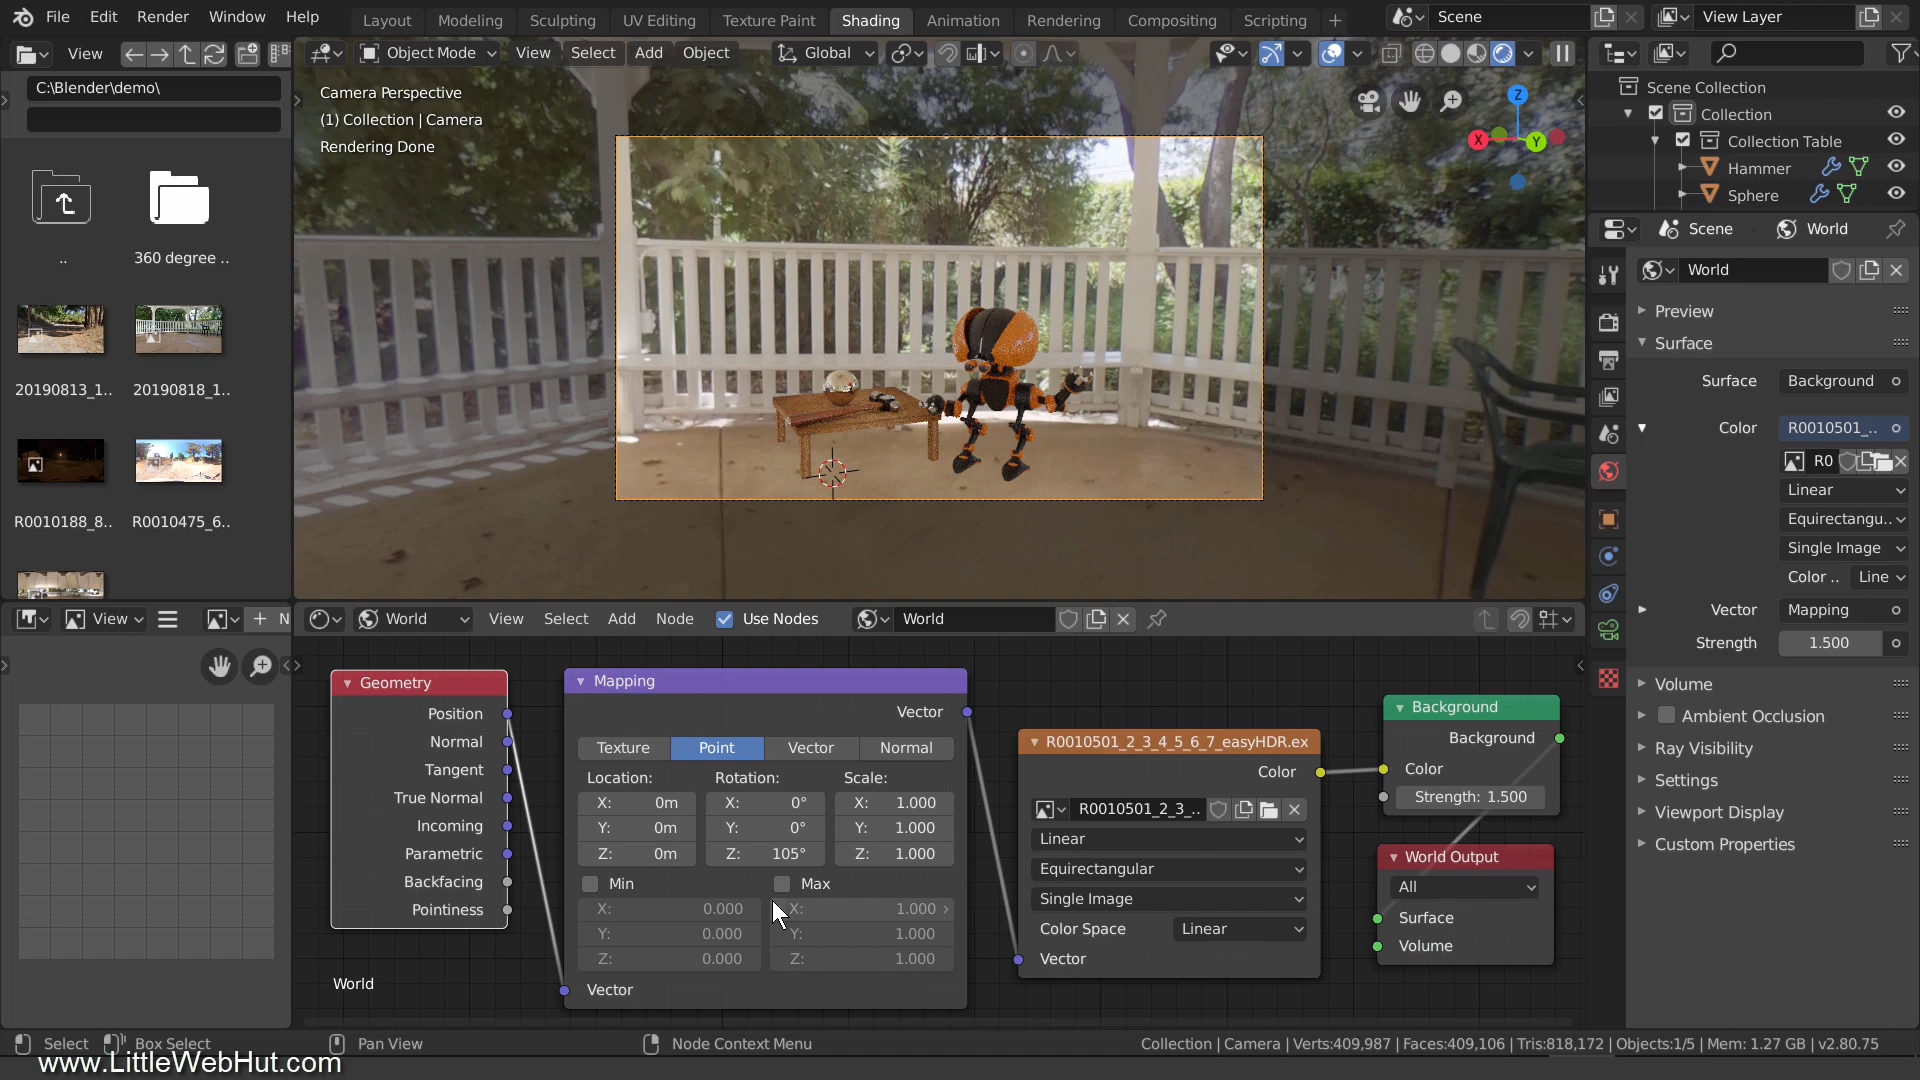 File Edit Render Window Help Layout Modeling Sculpting UV Editing Texture Paint Shading Animation Rendering Compositing Scripting + Scene View Layer
View Object Mode View Select Add Object Global
C:\Blender\demo\
..
360 degree ..
20190813_1..
20190818_1..
R0010188_8..
R0010475_6..
Camera Perspective
(1) Collection | Camera
Rendering Done
Z
X
Y
Scene Collection
Collection
Collection Table
Hammer
Sphere
Scene World
World
Preview
Surface
Surface Background
Color R0010501_..
R0
Linear
Equirectangu..
Single Image
Color .. Line
Vector Mapping
Strength 1.500
Volume
Ambient Occlusion
Ray Visibility
Settings
Viewport Display
Custom Properties
View + N
World View Select Add Node Use Nodes World
Geometry
Position
Normal
Tangent
True Normal
Incoming
Parametric
Backfacing
Pointiness
World
Mapping
Vector
Texture Point Vector Normal
Location: Rotation: Scale:
X: 0m X: 0° X: 1.000
Y: 0m Y: 0° Y: 1.000
Z: 0m Z: 105° Z: 1.000
Min Max
X: 0.000 X: 1.000
Y: 0.000 Y: 1.000
Z: 0.000 Z: 1.000
Vector
R0010501_2_3_4_5_6_7_easyHDR.ex
Color
R0010501_2_3_..
Linear
Equirectangular
Single Image
Color Space Linear
Vector
Background
Background
Color
Strength: 1.500
World Output
All
Surface
Volume
Select Box Select Pan View Node Context Menu Collection | Camera | Verts:409,987 | Faces:409,106 | Tris:818,172 | Objects:1/5 | Mem: 1.27 GB | v2.80.75
www.LittleWebHut.com